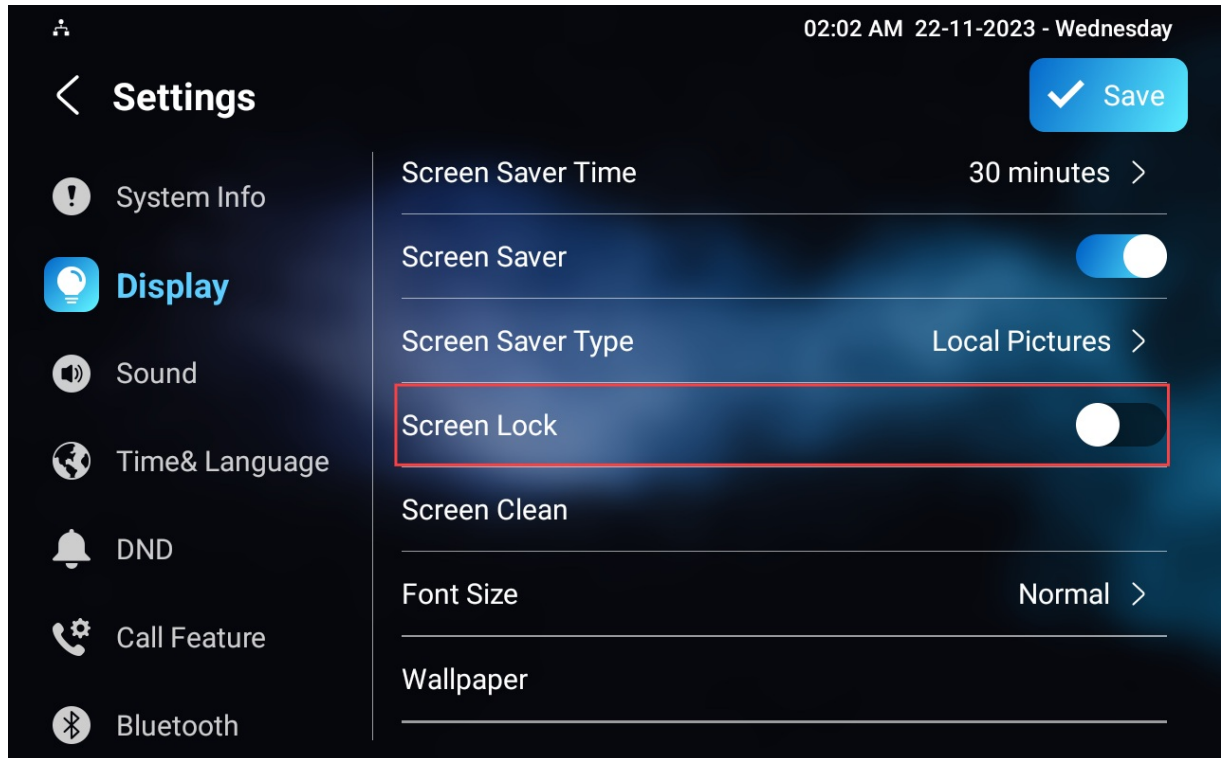 02:02 AM 22-11-2023 - Wednesday
Settings
Save
System Info
Display
Sound
Time& Language
DND
Call Feature
Bluetooth
Screen Saver Time 30 minutes
Screen Saver
Screen Saver Type Local Pictures
Screen Lock
Screen Clean
Font Size Normal
Wallpaper